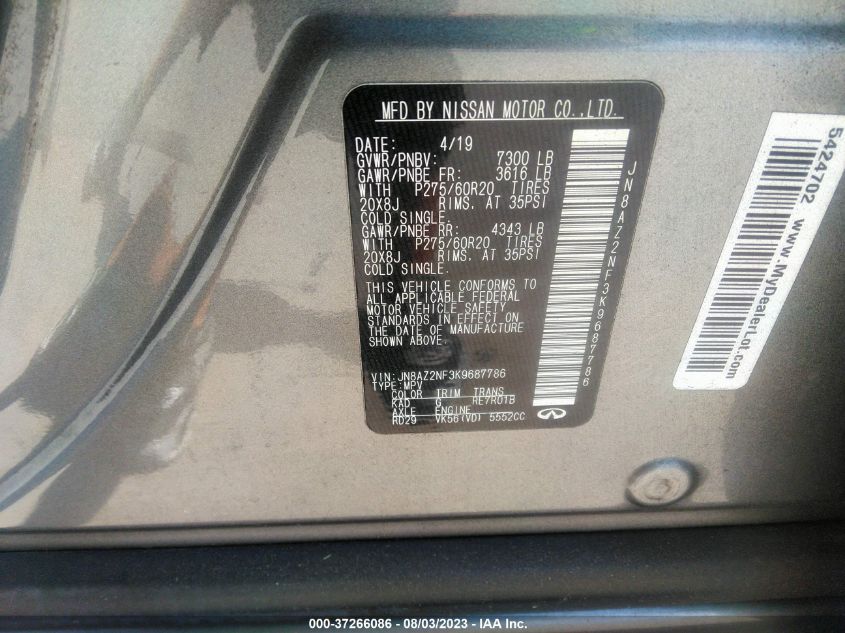 MFD BY NISSAN MOTOR CO.,LTD.
DATE: 4/19
GVWR/PNBV: 7300 LB
GAWR/PNBE FR: 3616 LB
WITH P275/60R20 TIRES
20X8J RIMS. AT 35PSI
COLD SINGLE.
GAWR/PNBE RR: 4343 LB
WITH P275/60R20 TIRES
20X8J RIMS. AT 35PSI
COLD SINGLE.
THIS VEHICLE CONFORMS TO
ALL APPLICABLE FEDERAL
MOTOR VEHICLE SAFETY
STANDARDS IN EFFECT ON
THE DATE OF MANUFACTURE
SHOWN ABOVE.
VIN:JN8AZ2NF3K9687786
TYPE:MPV
COLOR TRIM TRANS
KAD G RE7R01B
AXLE ENGINE
RD29 VK56(VD) 5552CC
JN8AZ2NF3K9687786
5424702 www.MyDealerLot.com
000-37266086 - 08/03/2023 - IAA Inc.